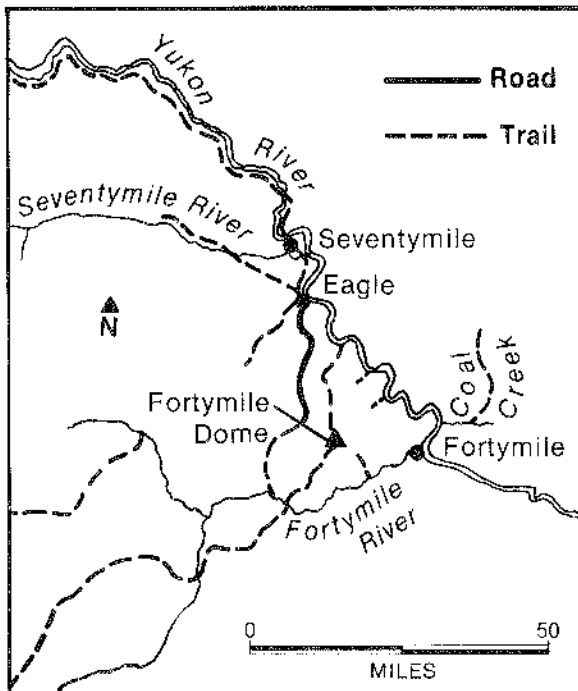 Yukon
River
Road
Trail
Seventymile River
Seventymile
Eagle
N
Coal
Creek
Fortymile
Dome
Fortymile
Fortymile
River
0 50
MILES